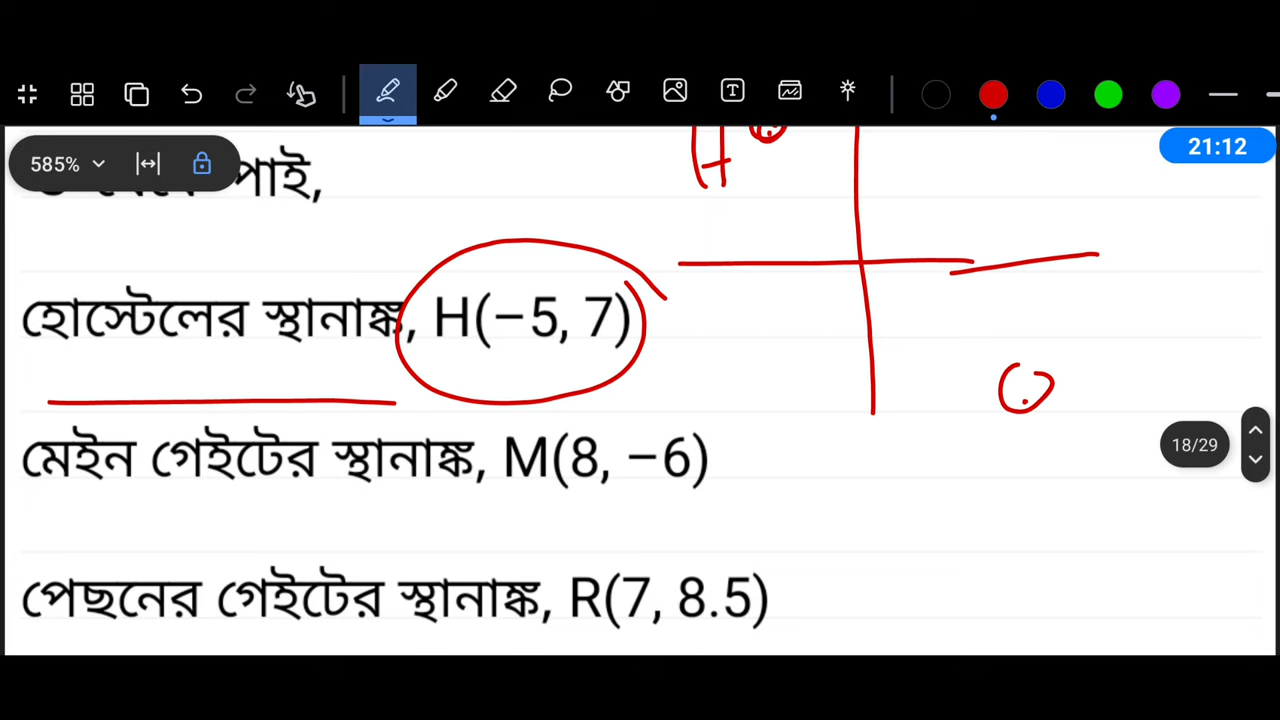 585%
21:12
পাই,
H
হোস্টেলের স্থানাঙ্ক, H(−5, 7)
মেইন গেইটের স্থানাঙ্ক, M(8, −6)
18/29
পেছনের গেইটের স্থানাঙ্ক, R(7, 8.5)